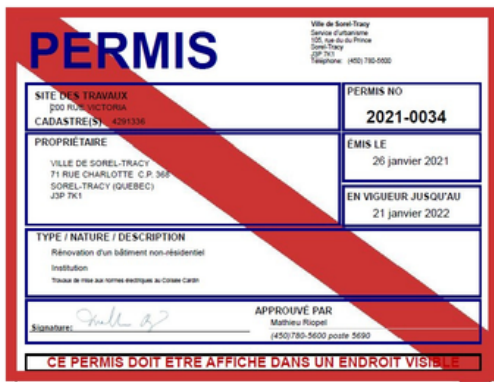 PERMIS
Ville de Sorel-Tracy
Service d'urbanisme
105, rue du du Prince
Sorel-Tracy
J3P 7K1
Téléphone: (450) 780-5600
SITE DES TRAVAUX
200 RUE VICTORIA
CADASTRE(S) 4291336
PERMIS NO
2021-0034
PROPRIÉTAIRE
VILLE DE SOREL-TRACY
71 RUE CHARLOTTE C.P. 368
SOREL-TRACY (QUEBEC)
J3P 7K1
ÉMIS LE
26 janvier 2021
EN VIGUEUR JUSQU'AU
21 janvier 2022
TYPE / NATURE / DESCRIPTION
Rénovation d'un bâtiment non-résidentiel
Institution
Travaux de mise aux normes électriques au Colisée Cardin
Signature:
APPROUVÉ PAR
Mathieu Riopel
(450)780-5600 poste 5690
CE PERMIS DOIT ETRE AFFICHE DANS UN ENDROIT VISIBLE